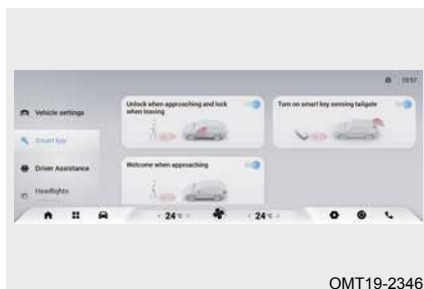 10:57
Vehicle settings
Smart key
Driver Assistance
Headlights
Unlock when approaching and lock
when leaving
Turn on smart key sensing tailgate
Welcome when approaching
24 °C
24 °C
OMT19-2346